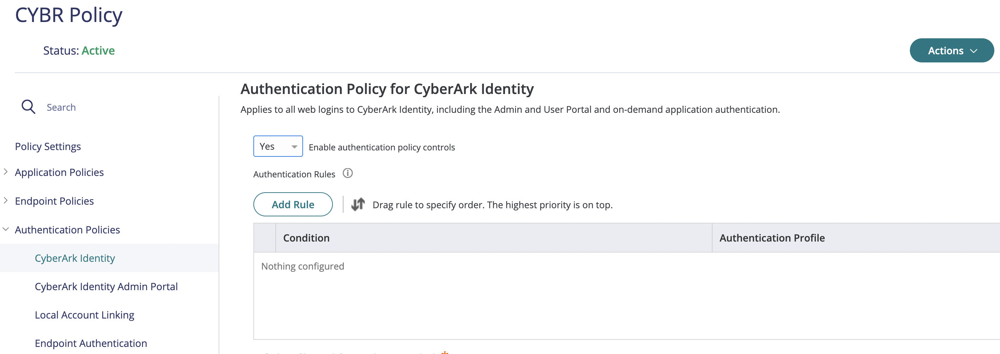 CYBR Policy
Status: Active
Actions
Search
Policy Settings
Application Policies
Endpoint Policies
Authentication Policies
CyberArk Identity
CyberArk Identity Admin Portal
Local Account Linking
Endpoint Authentication
Authentication Policy for CyberArk Identity
Applies to all web logins to CyberArk Identity, including the Admin and User Portal and on-demand application authentication.
Yes Enable authentication policy controls
Authentication Rules
Add Rule Drag rule to specify order. The highest priority is on top.
Condition Authentication Profile
Nothing configured